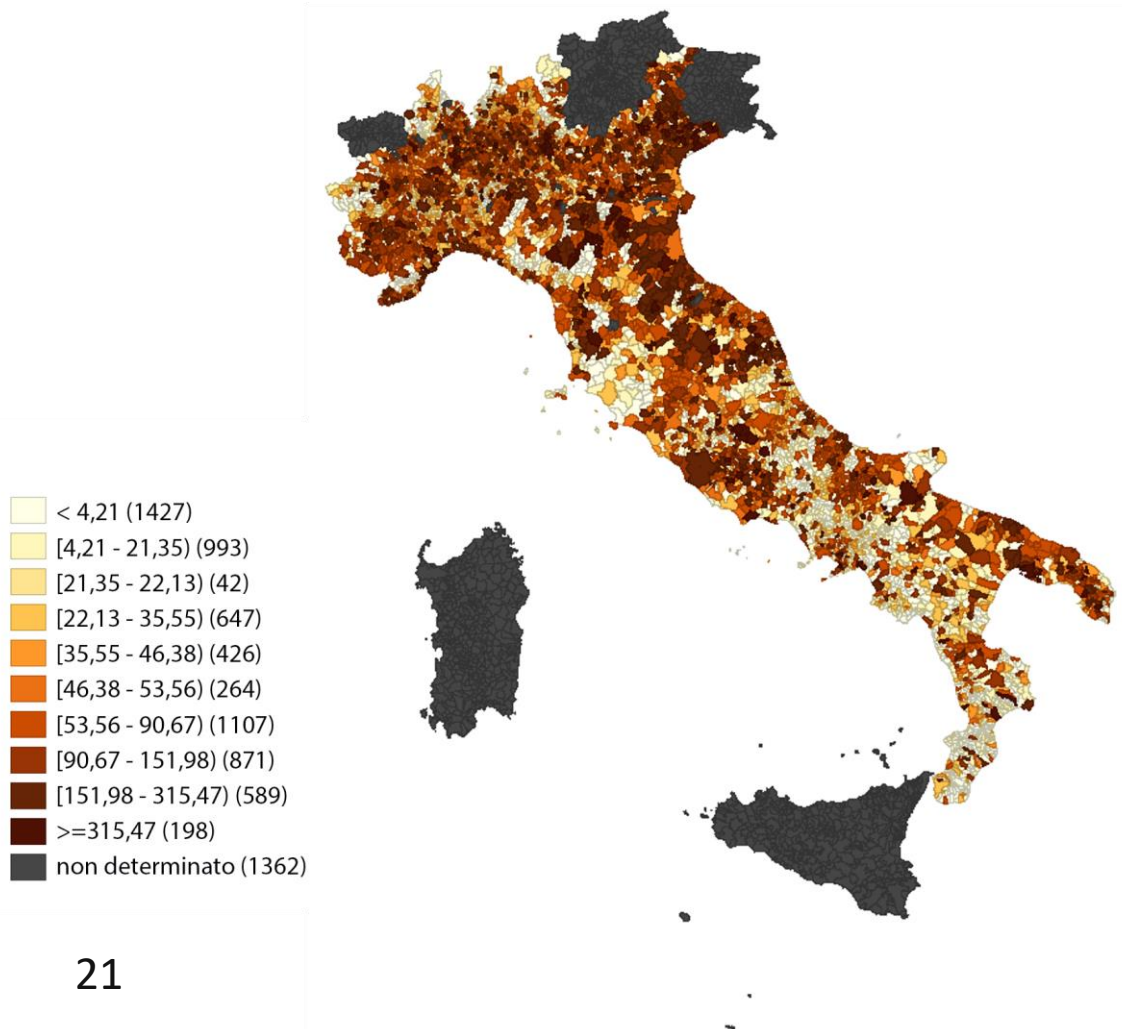 < 4,21 (1427)
[4,21 - 21,35) (993)
[21,35 - 22,13) (42)
[22,13 - 35,55) (647)
[35,55 - 46,38) (426)
[46,38 - 53,56) (264)
[53,56 - 90,67) (1107)
[90,67 - 151,98) (871)
[151,98 - 315,47) (589)
>=315,47 (198)
non determinato (1362)
21